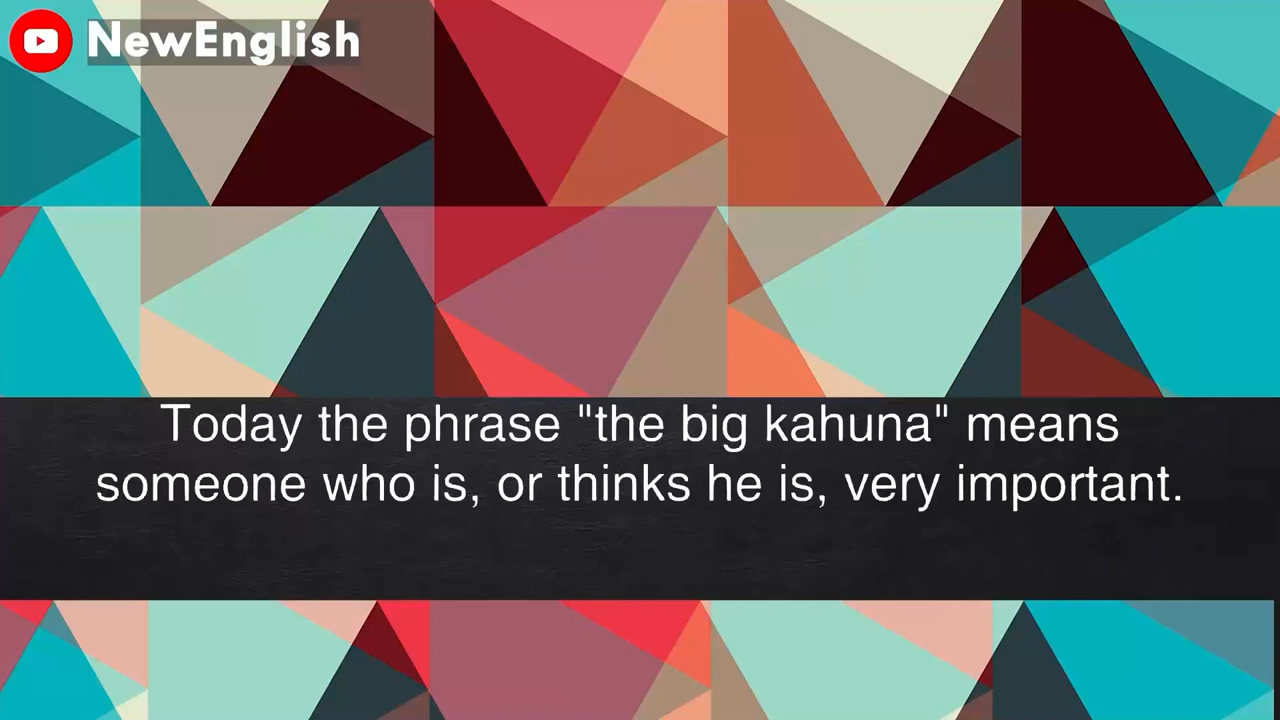 NewEnglish
Today the phrase "the big kahuna" means
someone who is, or thinks he is, very important.